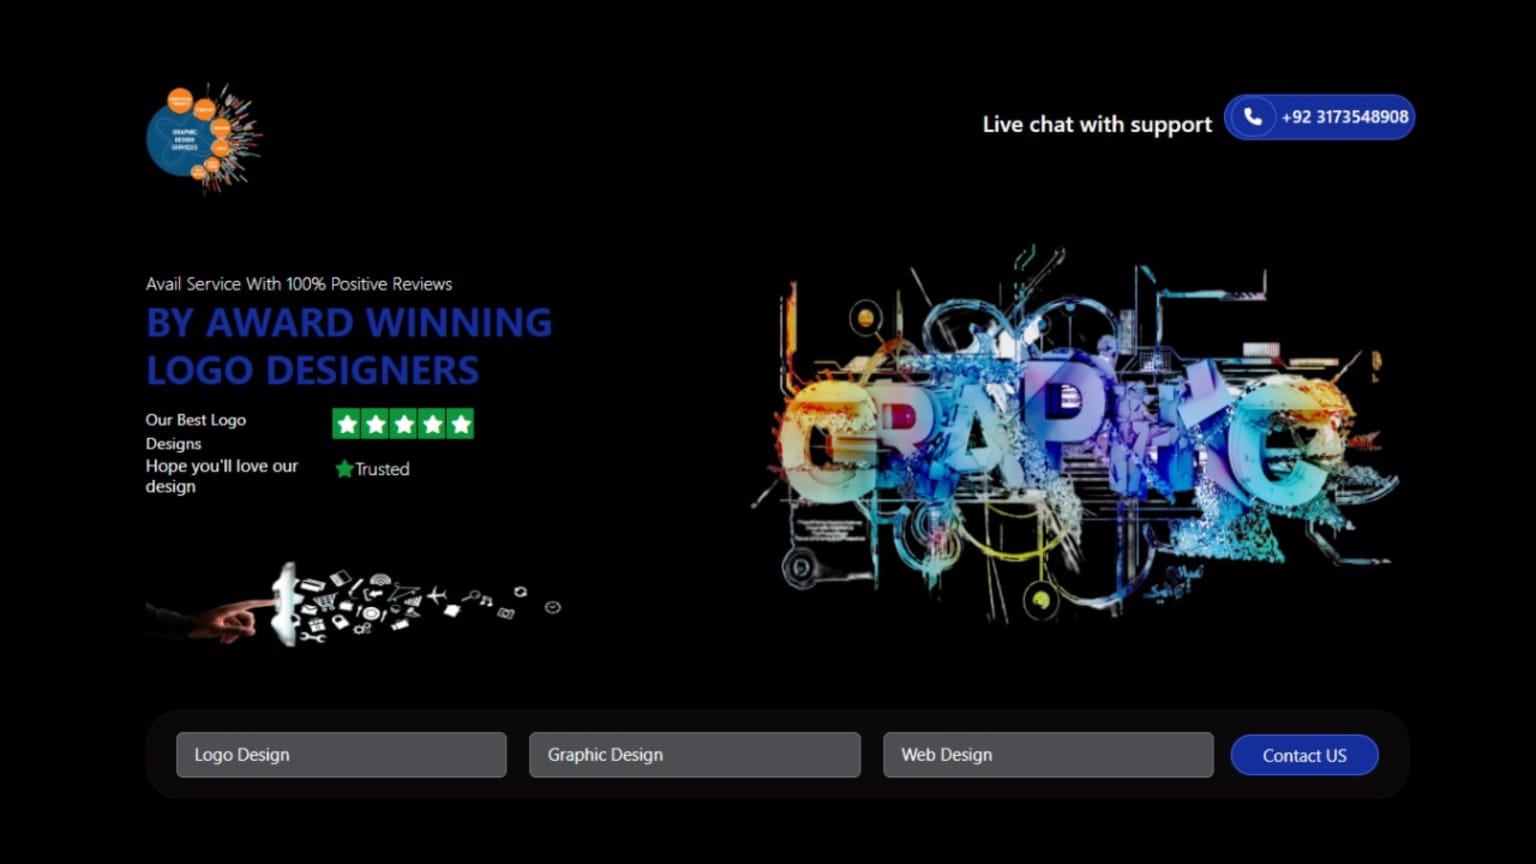 GRAPHIC
DESIGN
SERVICES
Live chat with support
+92 3173548908
Avail Service With 100% Positive Reviews
BY AWARD WINNING
LOGO DESIGNERS
Our Best Logo
Designs
Hope you'll love our
design
Trusted
GRAPHIC
Logo Design
Graphic Design
Web Design
Contact US